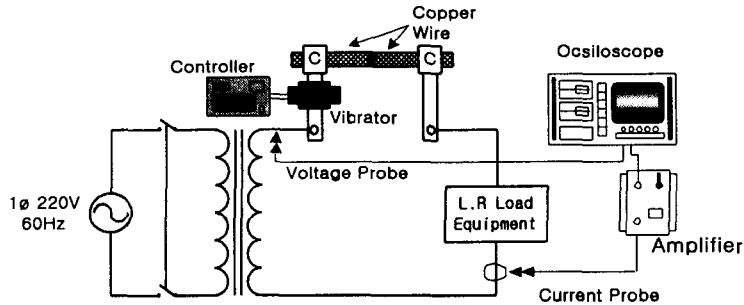 Copper
Wire
C
C
Ocsiloscope
Controller
Vibrator
Voltage Probe
1ø 220V
60Hz
L.R Load
Equipment
Amplifier
Current Probe